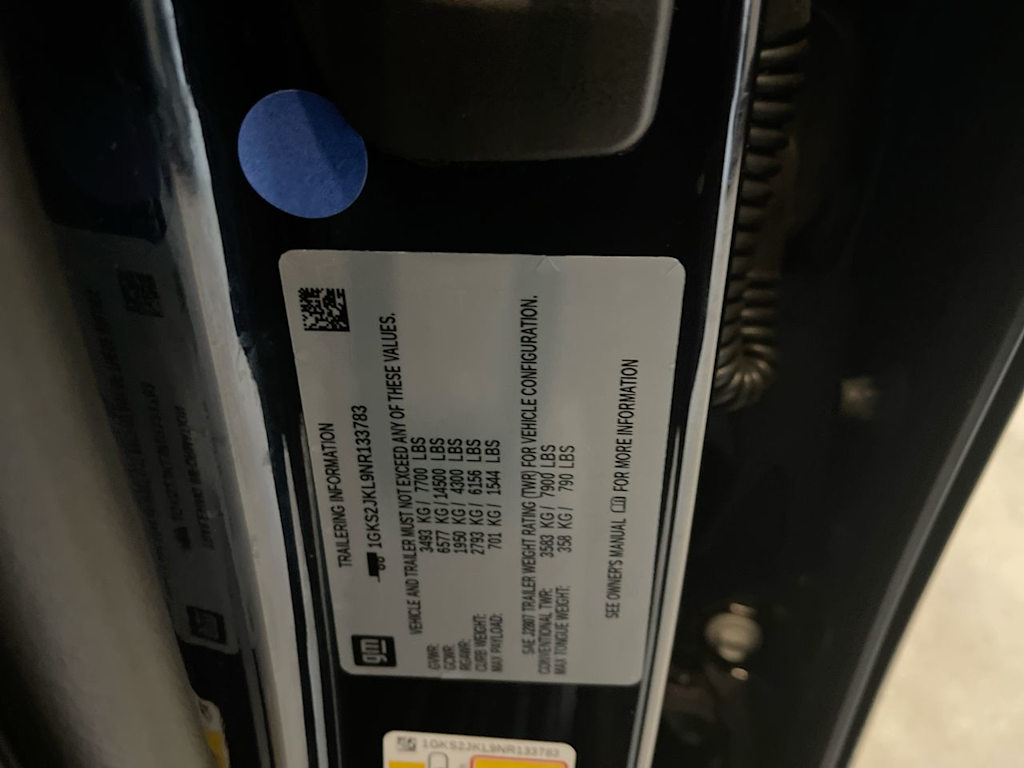 TRAILERING INFORMATION
gm
1GKS2JKL9NR133783
VEHICLE AND TRAILER MUST NOT EXCEED ANY OF THESE VALUES.
GVWR: 3493 KG / 7700 LBS
GCWR: 6577 KG / 14500 LBS
RGAWR: 1950 KG / 4300 LBS
CURB WEIGHT: 2793 KG / 6156 LBS
MAX PAYLOAD: 701 KG / 1544 LBS
SAE J2807 TRAILER WEIGHT RATING (TWR) FOR VEHICLE CONFIGURATION.
CONVENTIONAL TWR: 3583 KG / 7900 LBS
MAX TONGUE WEIGHT: 358 KG / 790 LBS
SEE OWNER'S MANUAL FOR MORE INFORMATION
1GKS2JKL9NR133783